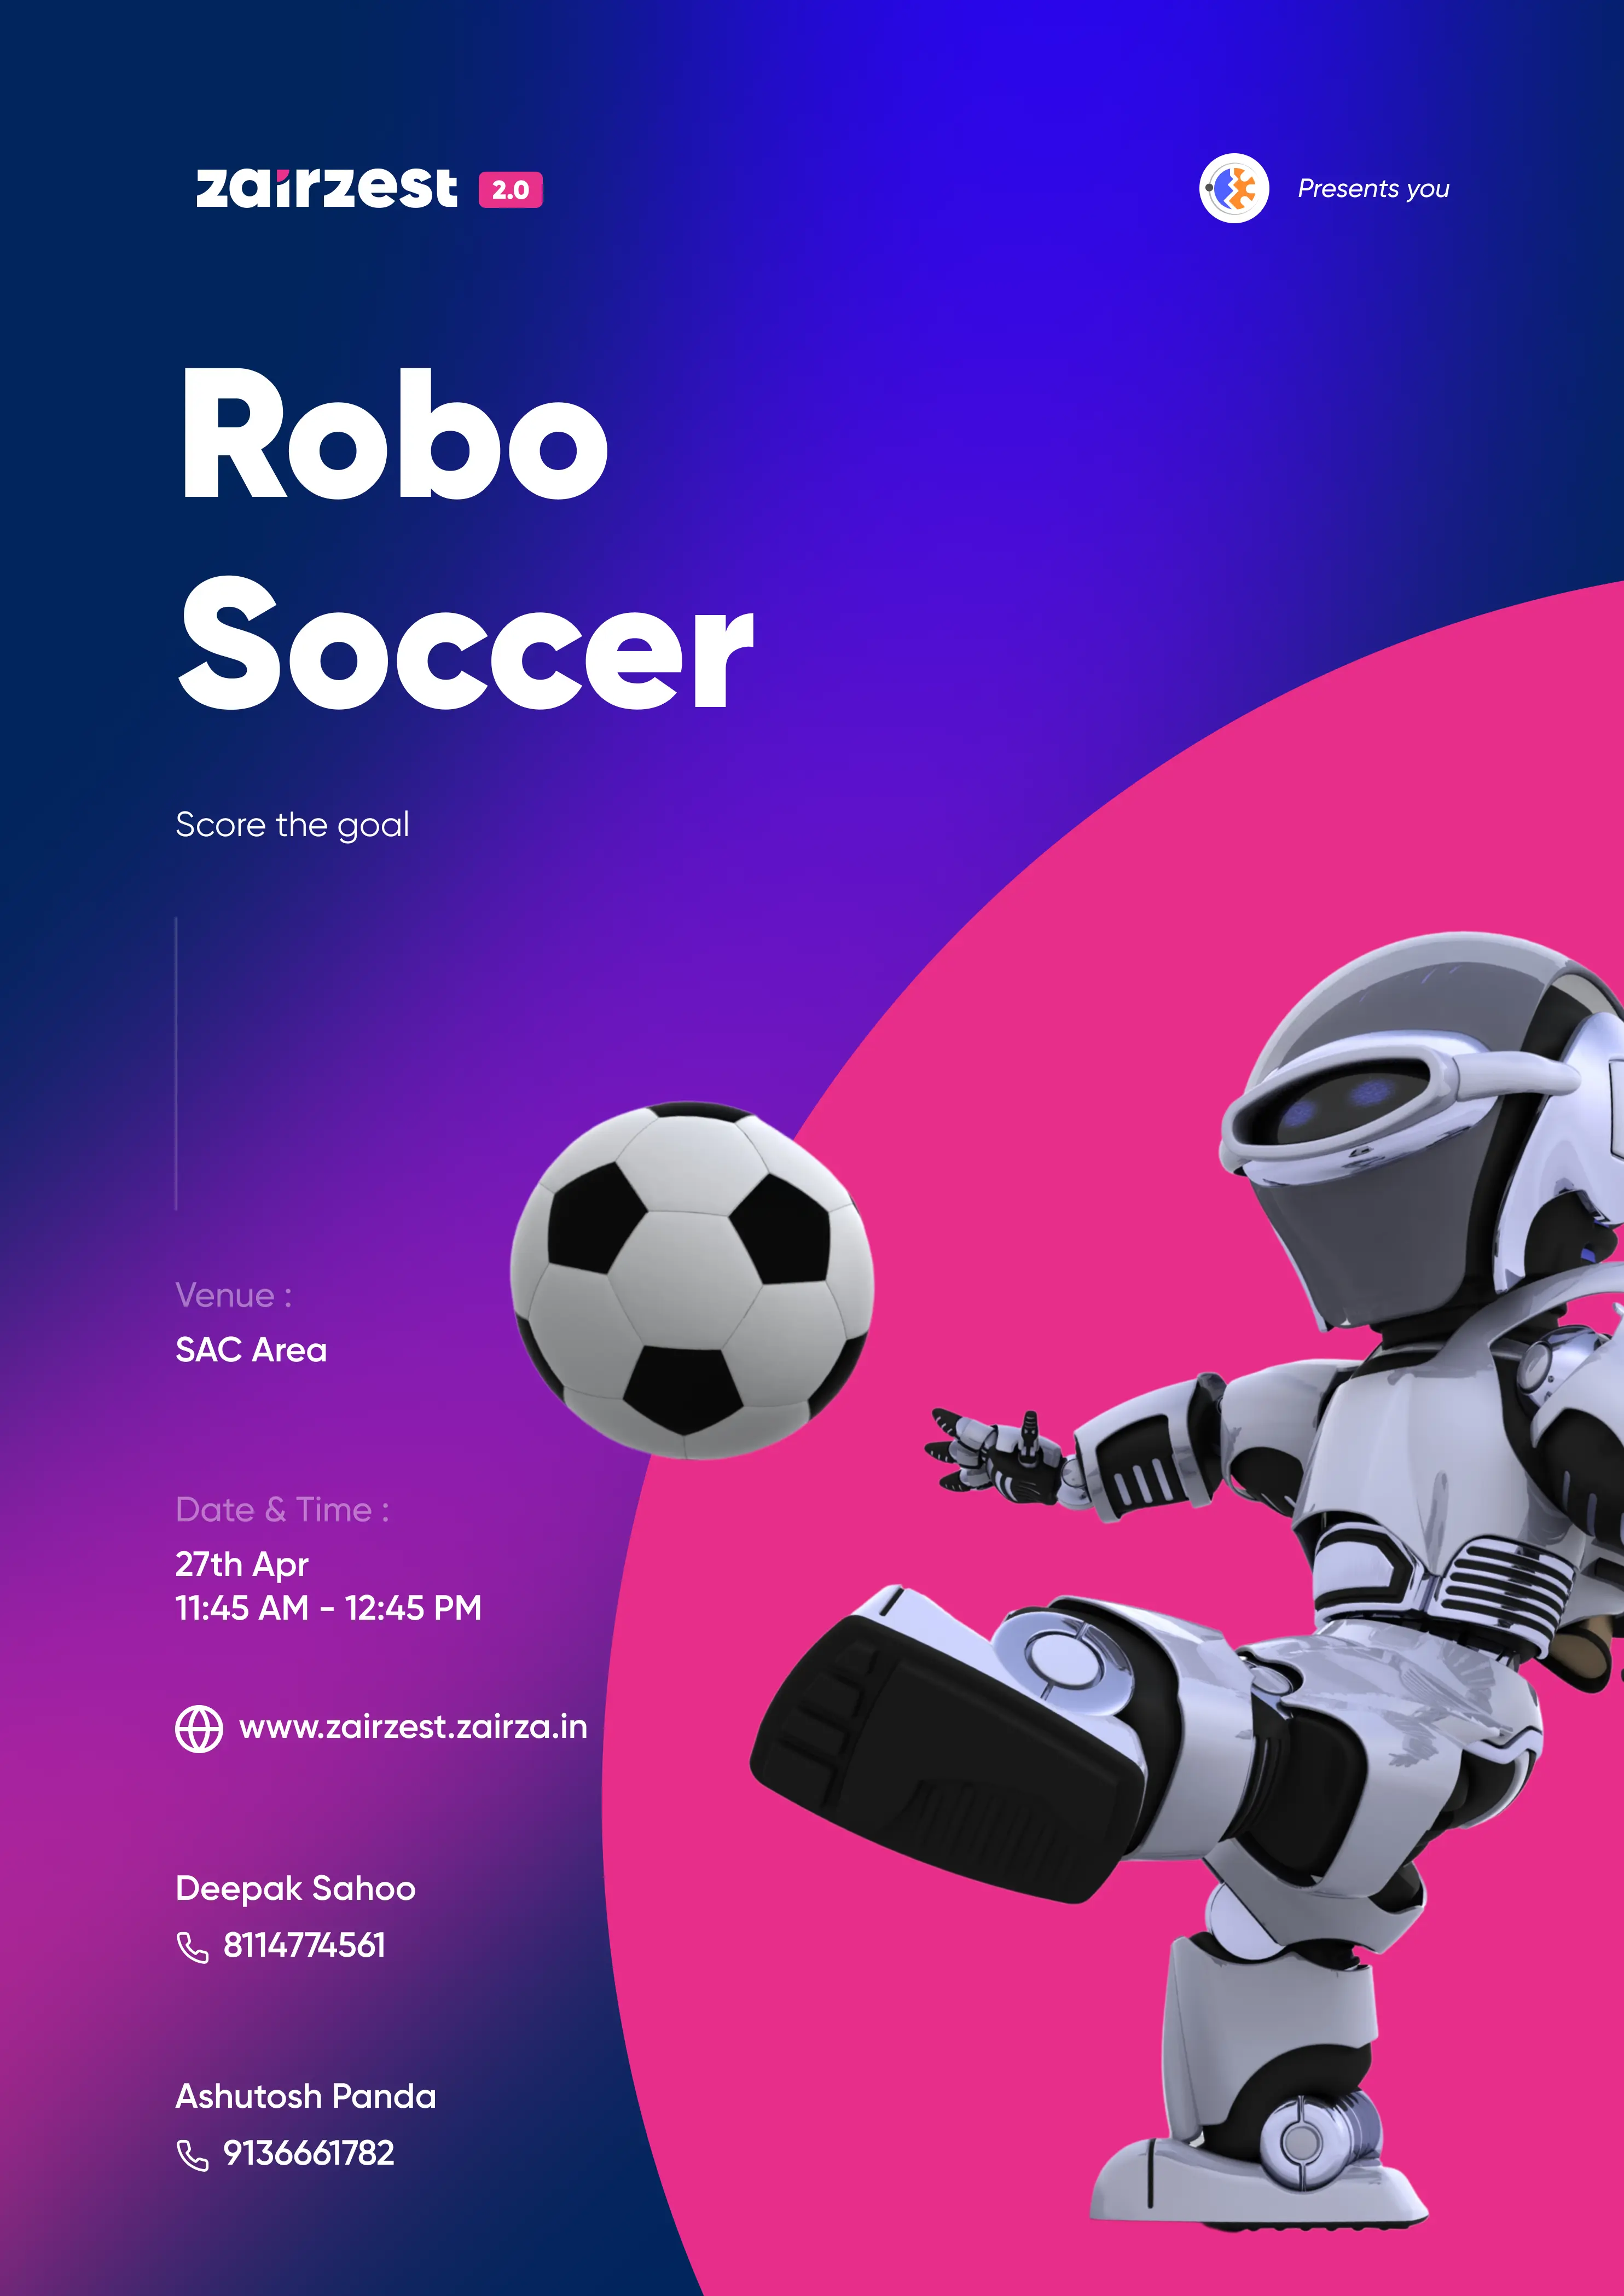 zairzest 2.0
Presents you
Robo
Soccer
Score the goal
Venue :
SAC Area
Date & Time :
27th Apr
11:45 AM - 12:45 PM
www.zairzest.zairza.in
Deepak Sahoo
8114774561
Ashutosh Panda
9136661782